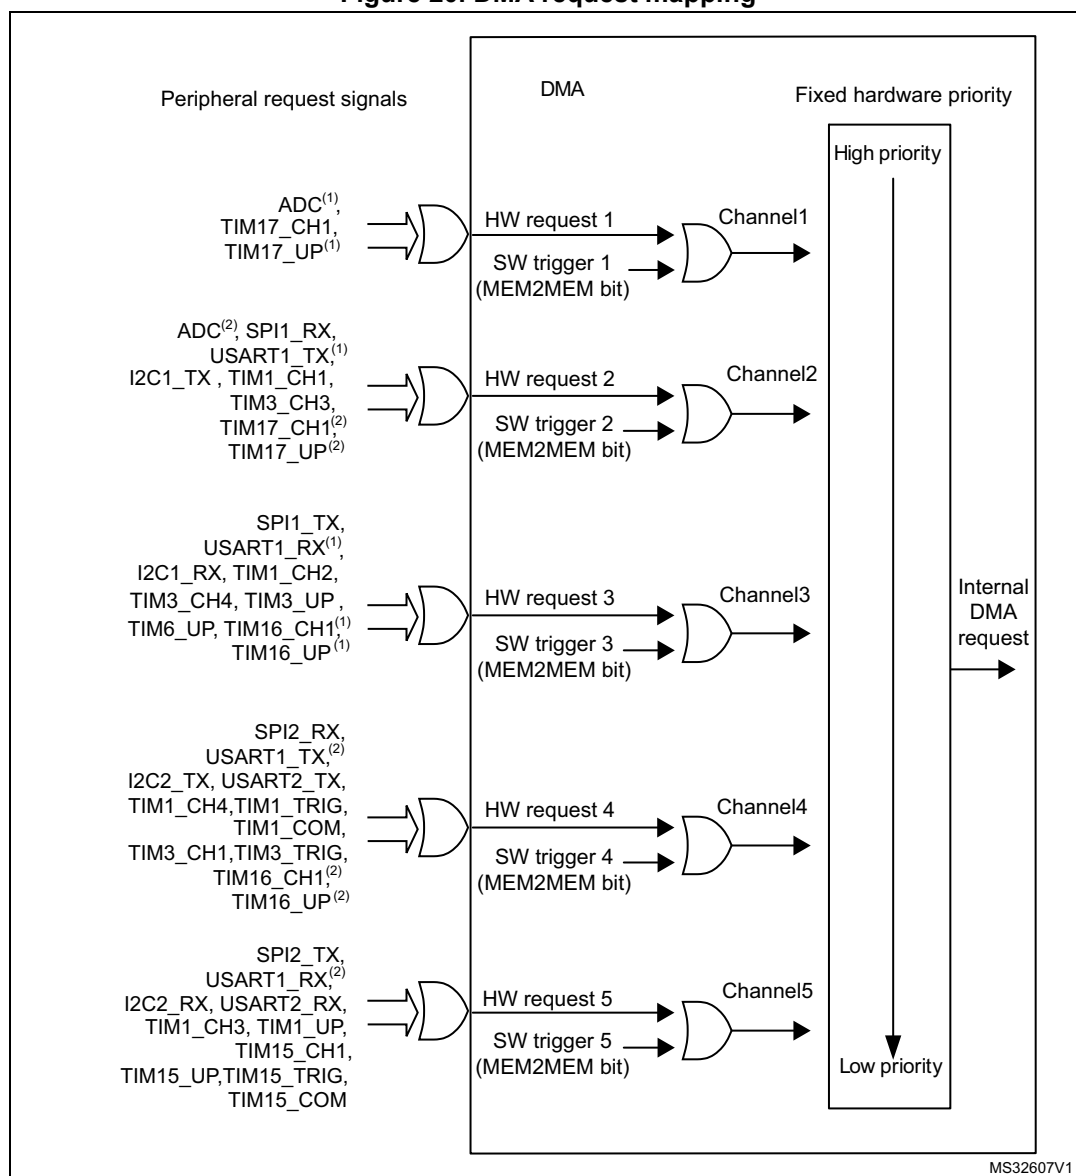 Figure 20. DMA request mapping
Peripheral request signals
DMA
Fixed hardware priority
High priority
ADC(1),
TIM17_CH1,
TIM17_UP(1)
HW request 1
SW trigger 1
(MEM2MEM bit)
Channel1
ADC(2), SPI1_RX,
USART1_TX,(1)
I2C1_TX , TIM1_CH1,
TIM3_CH3,
TIM17_CH1,(2)
TIM17_UP(2)
HW request 2
SW trigger 2
(MEM2MEM bit)
Channel2
SPI1_TX,
USART1_RX(1),
I2C1_RX, TIM1_CH2,
TIM3_CH4, TIM3_UP ,
TIM6_UP, TIM16_CH1,(1)
TIM16_UP(1)
HW request 3
SW trigger 3
(MEM2MEM bit)
Channel3
Internal
DMA
request
SPI2_RX,
USART1_TX,(2)
I2C2_TX, USART2_TX,
TIM1_CH4,TIM1_TRIG,
TIM1_COM,
TIM3_CH1,TIM3_TRIG,
TIM16_CH1,(2)
TIM16_UP(2)
HW request 4
SW trigger 4
(MEM2MEM bit)
Channel4
SPI2_TX,
USART1_RX,(2)
I2C2_RX, USART2_RX,
TIM1_CH3, TIM1_UP,
TIM15_CH1,
TIM15_UP,TIM15_TRIG,
TIM15_COM
HW request 5
SW trigger 5
(MEM2MEM bit)
Channel5
Low priority
MS32607V1